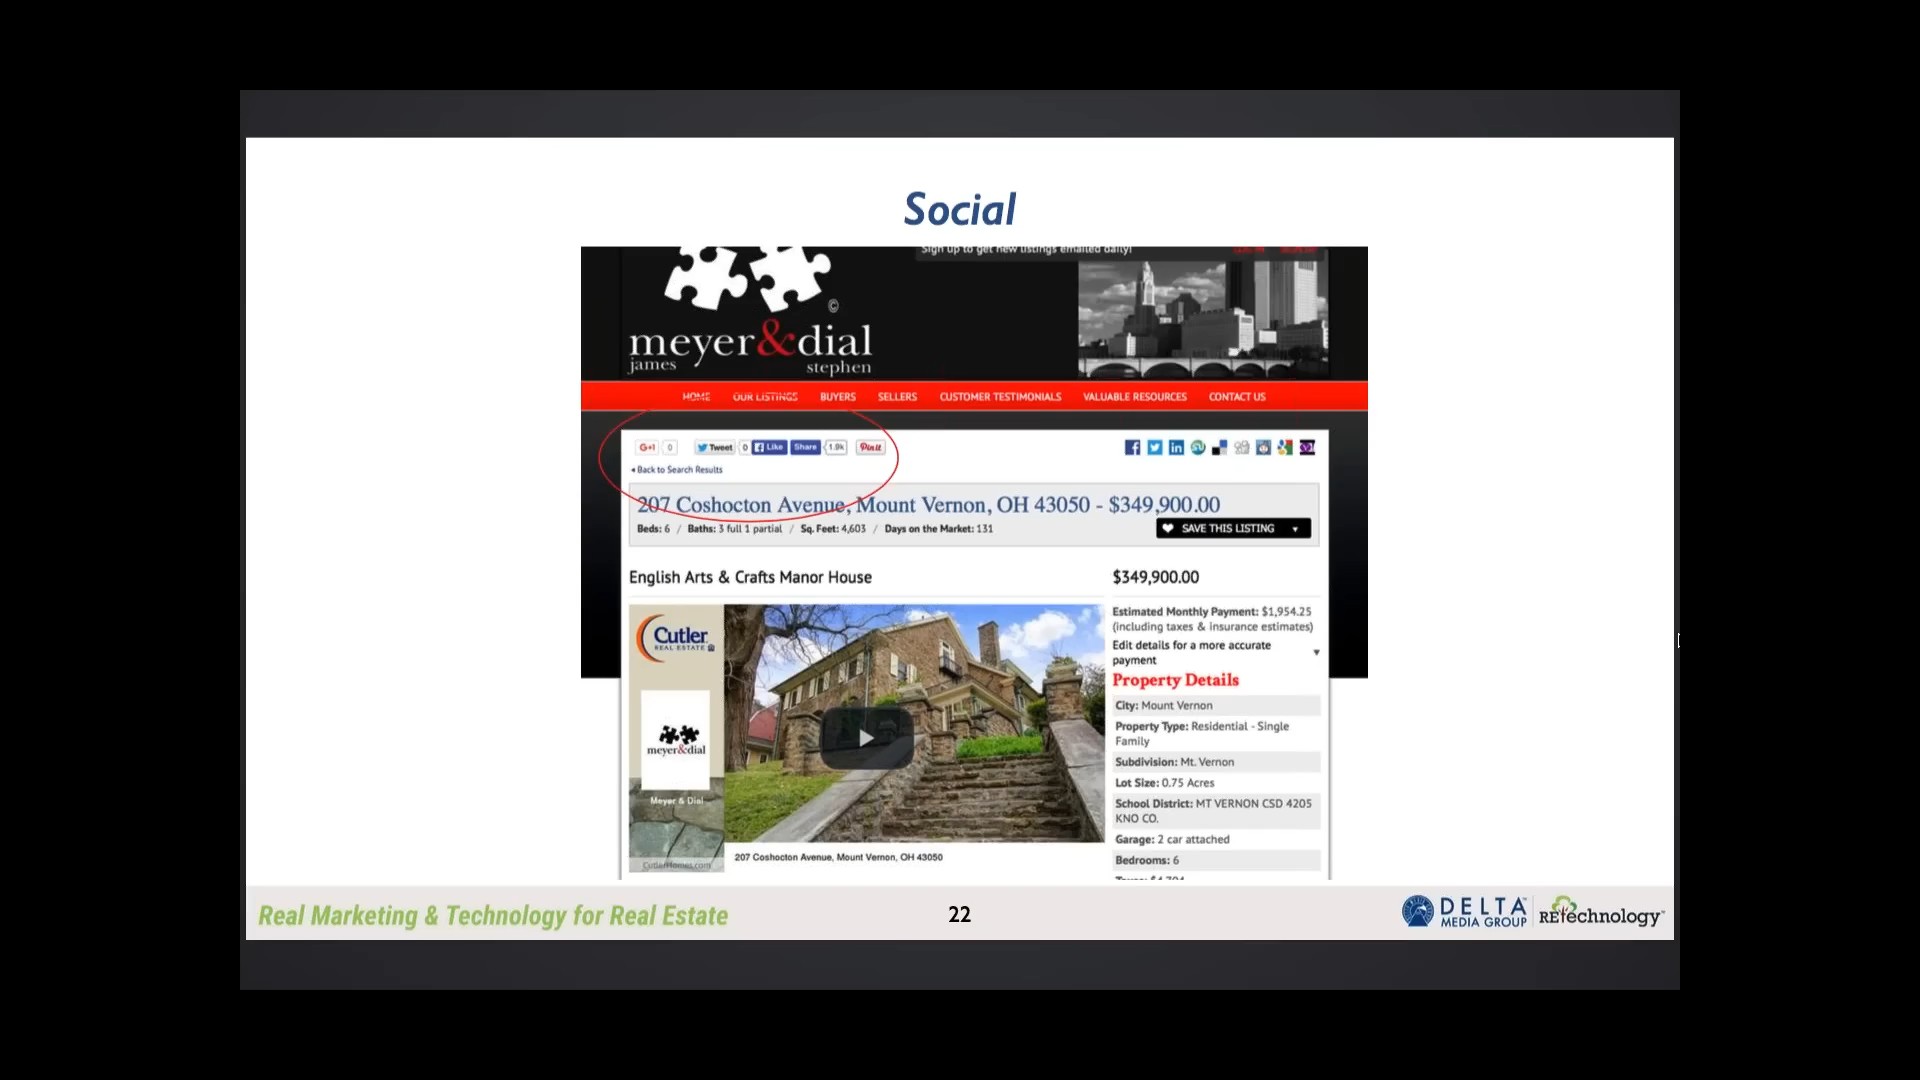 Social
Sign up to get new listings emailed daily!
©
meyer&dial
james
stephen
HOME OUR LISTINGS BUYERS SELLERS CUSTOMER TESTIMONIALS VALUABLE RESOURCES CONTACT US
G+1 0 Tweet 0 Like Share 1.9k Pin it
Back to Search Results
207 Coshocton Avenue, Mount Vernon, OH 43050 - $349,900.00
Beds: 6 / Baths: 3 full 1 partial / Sq. Feet: 4,603 / Days on the Market: 131
SAVE THIS LISTING
English Arts & Crafts Manor House
$349,900.00
Cutler
REAL ESTATE
meyer&dial
Meyer & Dial
CutlerHomes.com
207 Coshocton Avenue, Mount Vernon, OH 43050
Estimated Monthly Payment: $1,954.25
(including taxes & insurance estimates)
Edit details for a more accurate
payment
Property Details
City: Mount Vernon
Property Type: Residential - Single
Family
Subdivision: Mt. Vernon
Lot Size: 0.75 Acres
School District: MT VERNON CSD 4205
KNO CO.
Garage: 2 car attached
Bedrooms: 6
Real Marketing & Technology for Real Estate
22
DELTA
MEDIA GROUP
RETechnology